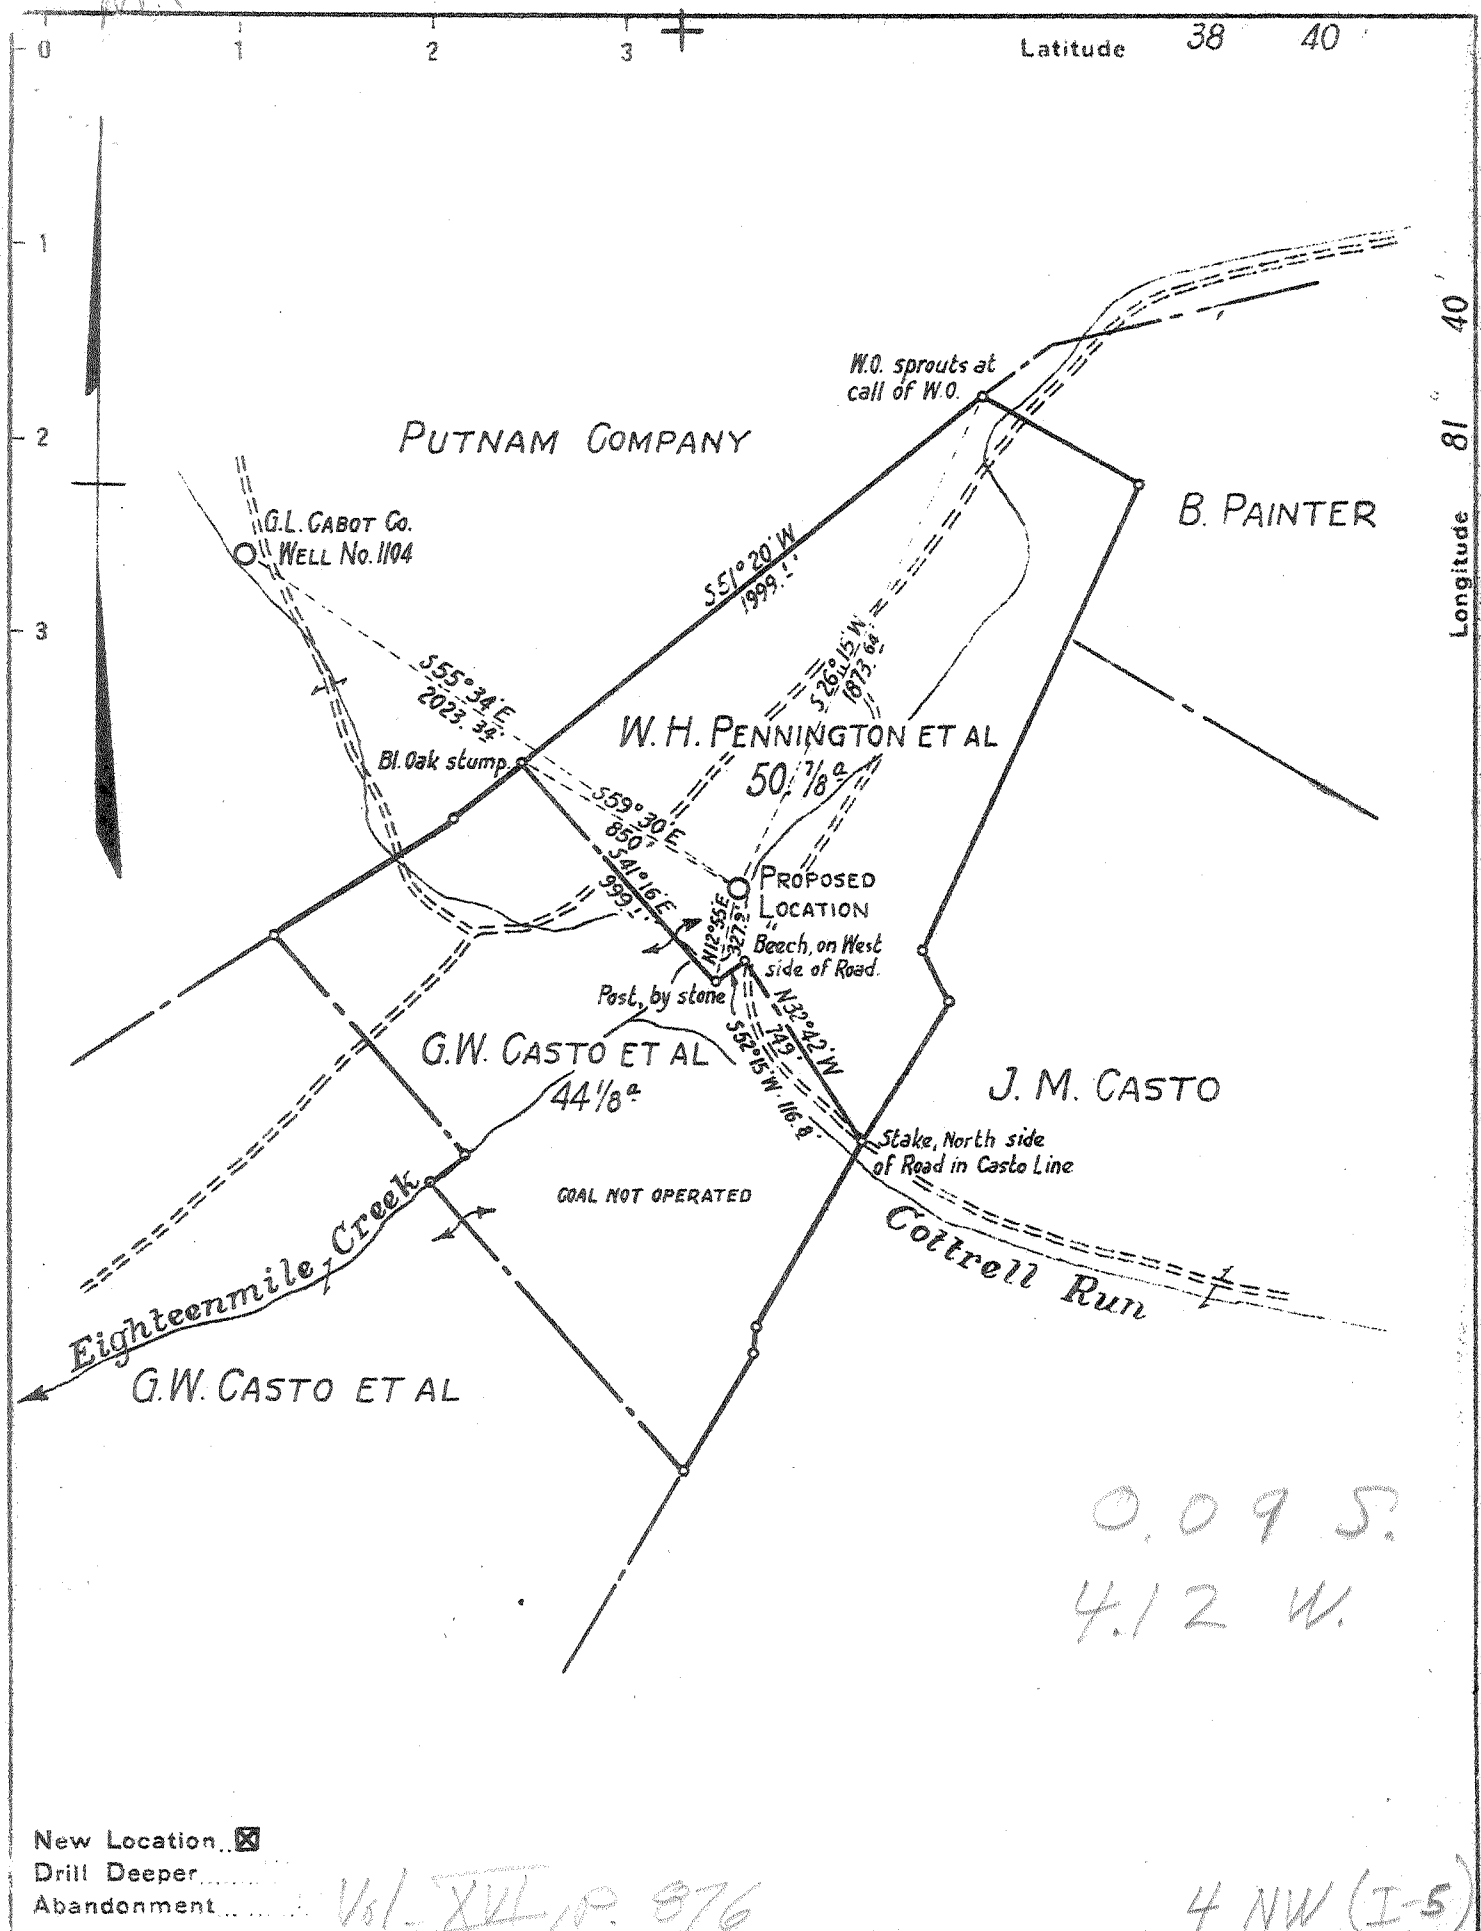 0 1 2 3 Latitude 38 40'
1
2
3
Longitude 81° 40'
W.O. sprouts at
call of W.O.
PUTNAM COMPANY
B. PAINTER
G.L. CABOT CO.
WELL NO. 1104
S51°20'W
1999.1'
S55°34'E
2023.34'
S26°15'W
1873.64'
W.H. PENNINGTON ET AL
50 7/8 a
Bl. Oak stump.
S59°30'E
850'
S41°16'E
999.1'
PROPOSED
LOCATION
N12°55'E
327.9'
Beech, on West
side of Road.
Post, by stone
N32°42'W
749'
S52°15'W 116.8'
G.W. CASTO ET AL
44 1/8 a
J. M. CASTO
Stake, North side
of Road in Casto Line
COAL NOT OPERATED
Eighteenmile Creek
Cottrell Run
G.W. CASTO ET AL
0.09 S.
4.12 W.
New Location..☒
Drill Deeper
Abandonment
Vol. XVI, P. 876
4 NW (I-5)